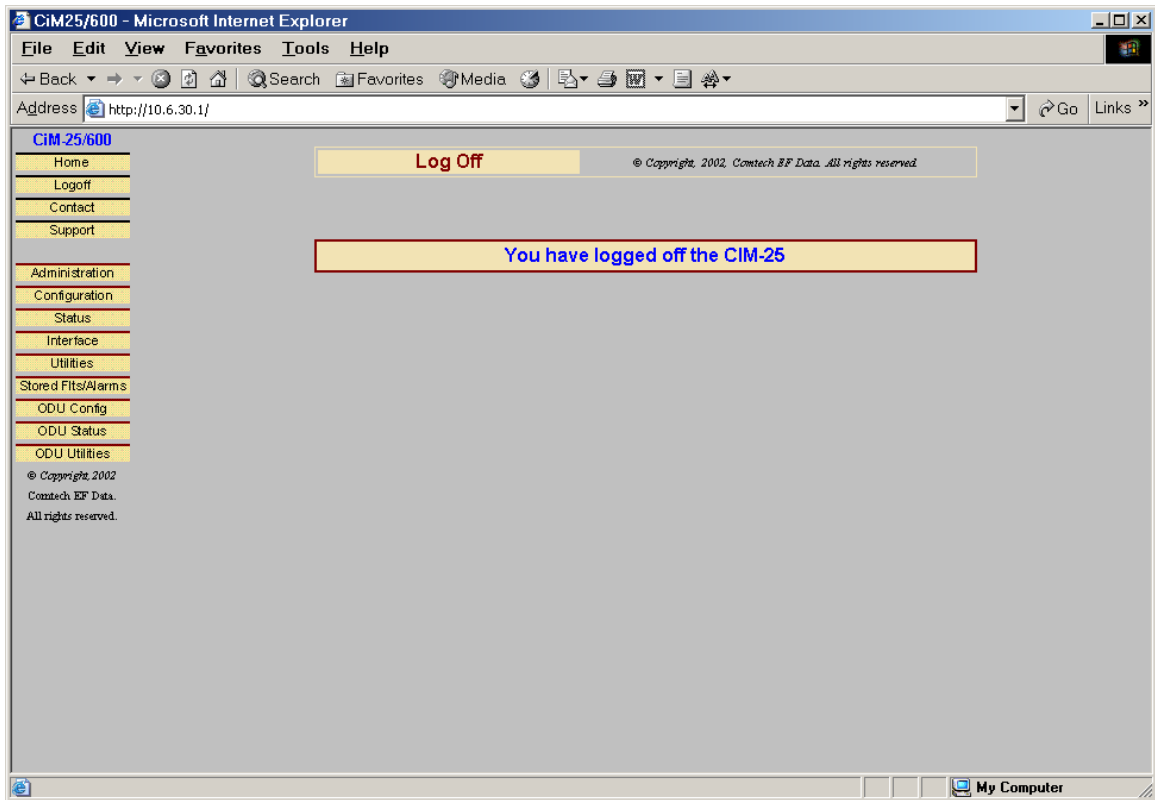 CiM25/600 - Microsoft Internet Explorer
File Edit View Favorites Tools Help
Back Search Favorites Media
Address http://10.6.30.1/ Go Links »
CiM-25/600
Home
Logoff
Contact
Support
Administration
Configuration
Status
Interface
Utilities
Stored Flts/Alarms
ODU Config
ODU Status
ODU Utilities
© Copyright, 2002
Comtech EF Data.
All rights reserved.
Log Off
© Copyright, 2002, Comtech EF Data. All rights reserved.
You have logged off the CIM-25
My Computer